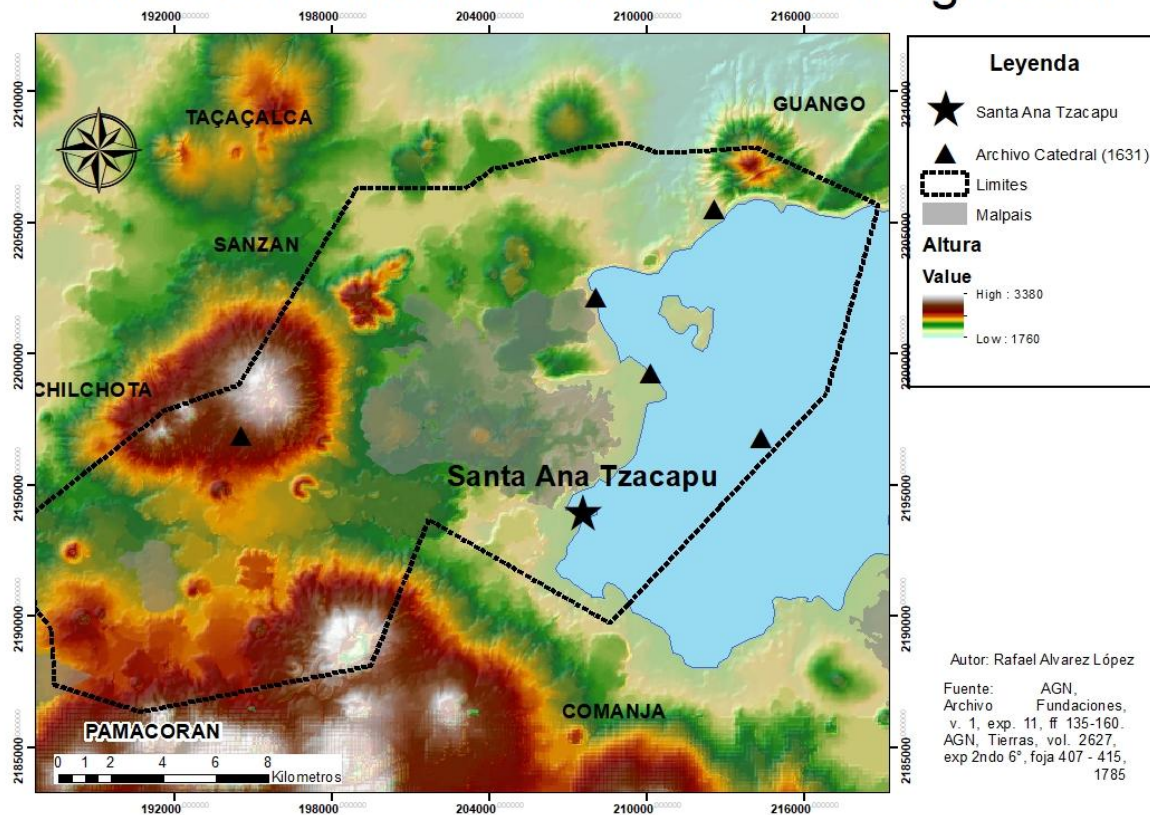 192000 198000 204000 210000 216000
2210000
2205000
2200000
2195000
2190000
2185000
TAÇAÇALCA
GUANGO
SANZAN
CHILCHOTA
Santa Ana Tzacapu
COMANJA
PAMACORAN
0 1 2 4 6 8
Kilometros
192000 198000 204000 210000 216000
2210000
2205000
2200000
2195000
2190000
2185000
Leyenda
Santa Ana Tzacapu
Archivo Catedral (1631)
Limites
Malpais
Altura
Value
High : 3380
Low : 1760
Autor: Rafael Alvarez López
Fuente: AGN,
Archivo Fundaciones,
v. 1, exp. 11, ff 135-160.
AGN, Tierras, vol. 2627,
exp 2ndo 6°, foja 407 - 415,
1785